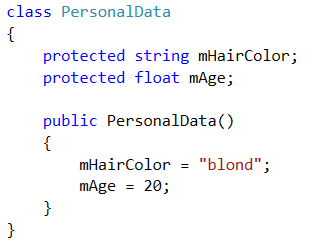 class PersonalData
{
    protected string mHairColor;
    protected float mAge;

    public PersonalData()
    {
        mHairColor = "blond";
        mAge = 20;
    }
}